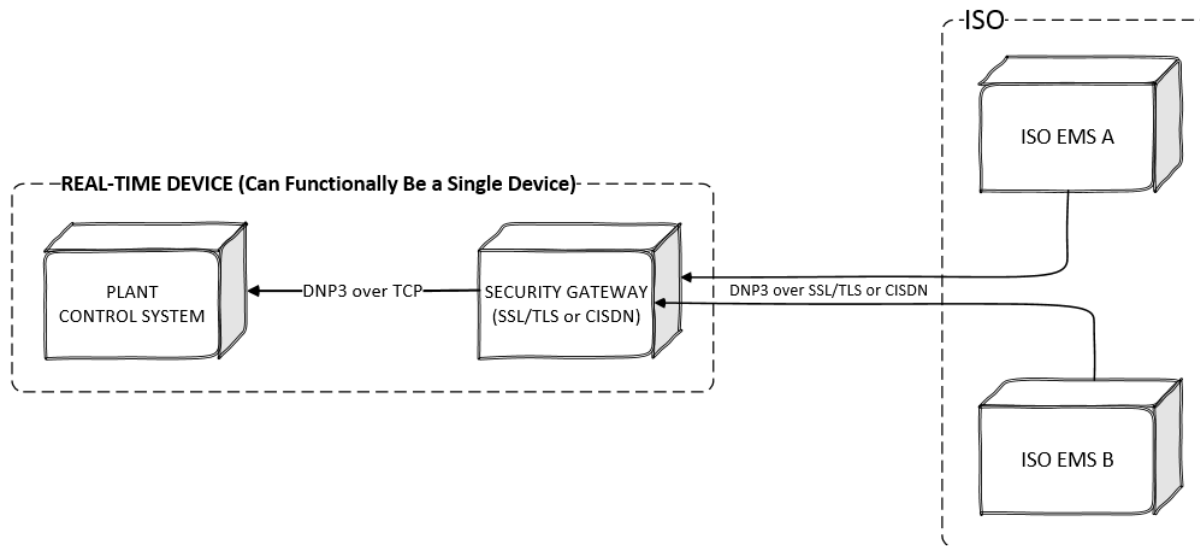 ISO
ISO EMS A
REAL-TIME DEVICE (Can Functionally Be a Single Device)
PLANT
CONTROL SYSTEM
DNP3 over TCP
SECURITY GATEWAY
(SSL/TLS or CISDN)
DNP3 over SSL/TLS or CISDN
ISO EMS B